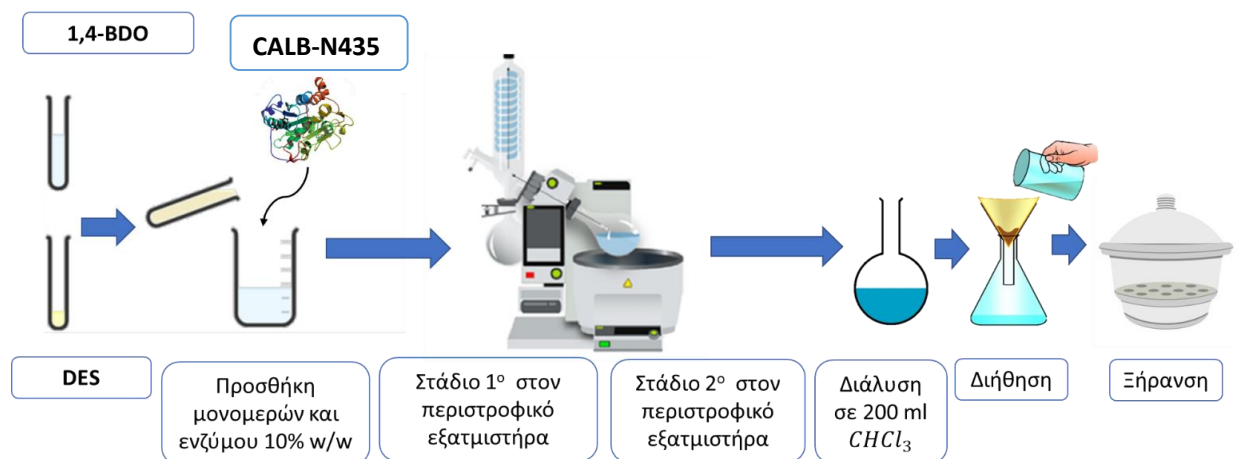 1,4-BDO
CALB-N435
DES
Προσθήκη
μονομερών και
ενζύμου 10% w/w
Στάδιο 1ο στον
περιστροφικό
εξατμιστήρα
Στάδιο 2ο στον
περιστροφικό
εξατμιστήρα
Διάλυση
σε 200 ml
CHCl₃
Διήθηση
Ξήρανση